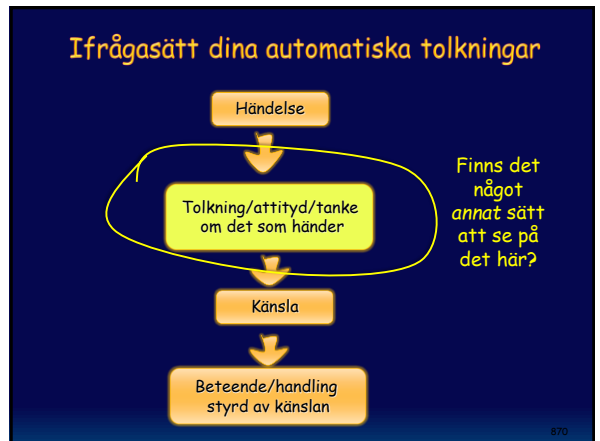 Ifrågasätt dina automatiska tolkningar
Händelse
Tolkning/attityd/tanke
om det som händer
Finns det
något
annat sätt
att se på
det här?
Känsla
Beteende/handling
styrd av känslan
870